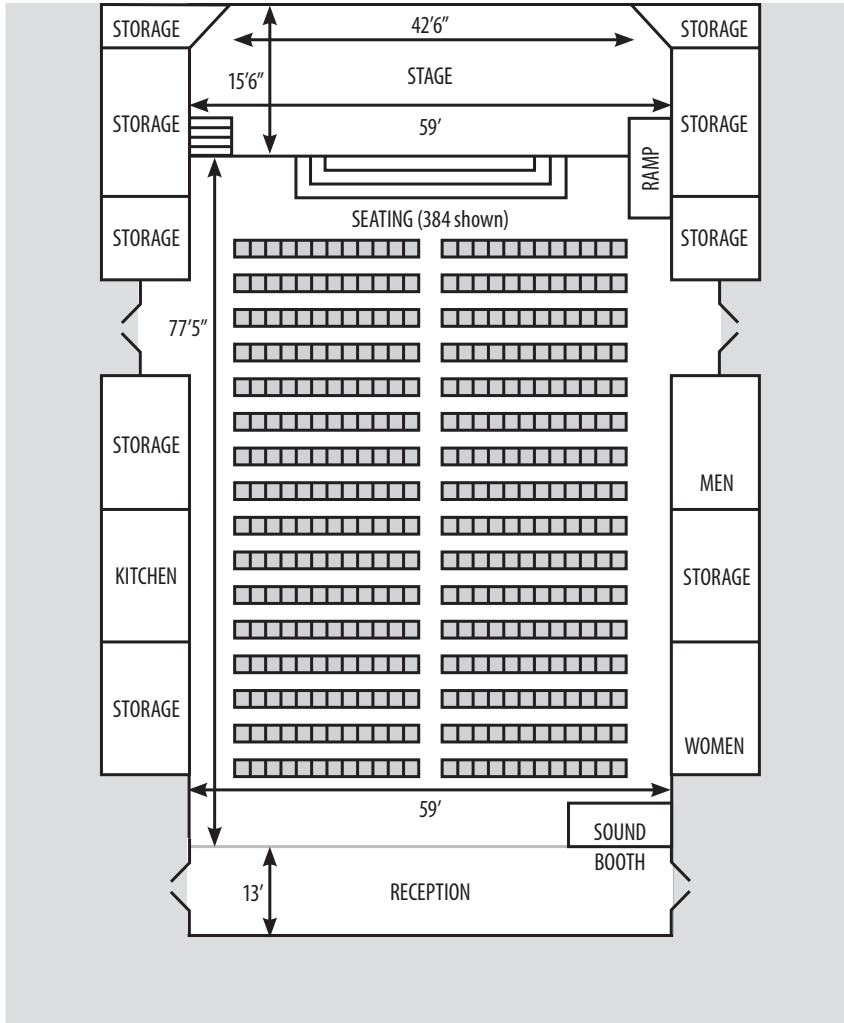 STORAGE
42'6”
STORAGE
15'6”
STAGE
STORAGE
59'
STORAGE
RAMP
SEATING (384 shown)
STORAGE
STORAGE
77'5”
STORAGE
MEN
KITCHEN
STORAGE
STORAGE
WOMEN
59'
SOUND
BOOTH
13'
RECEPTION